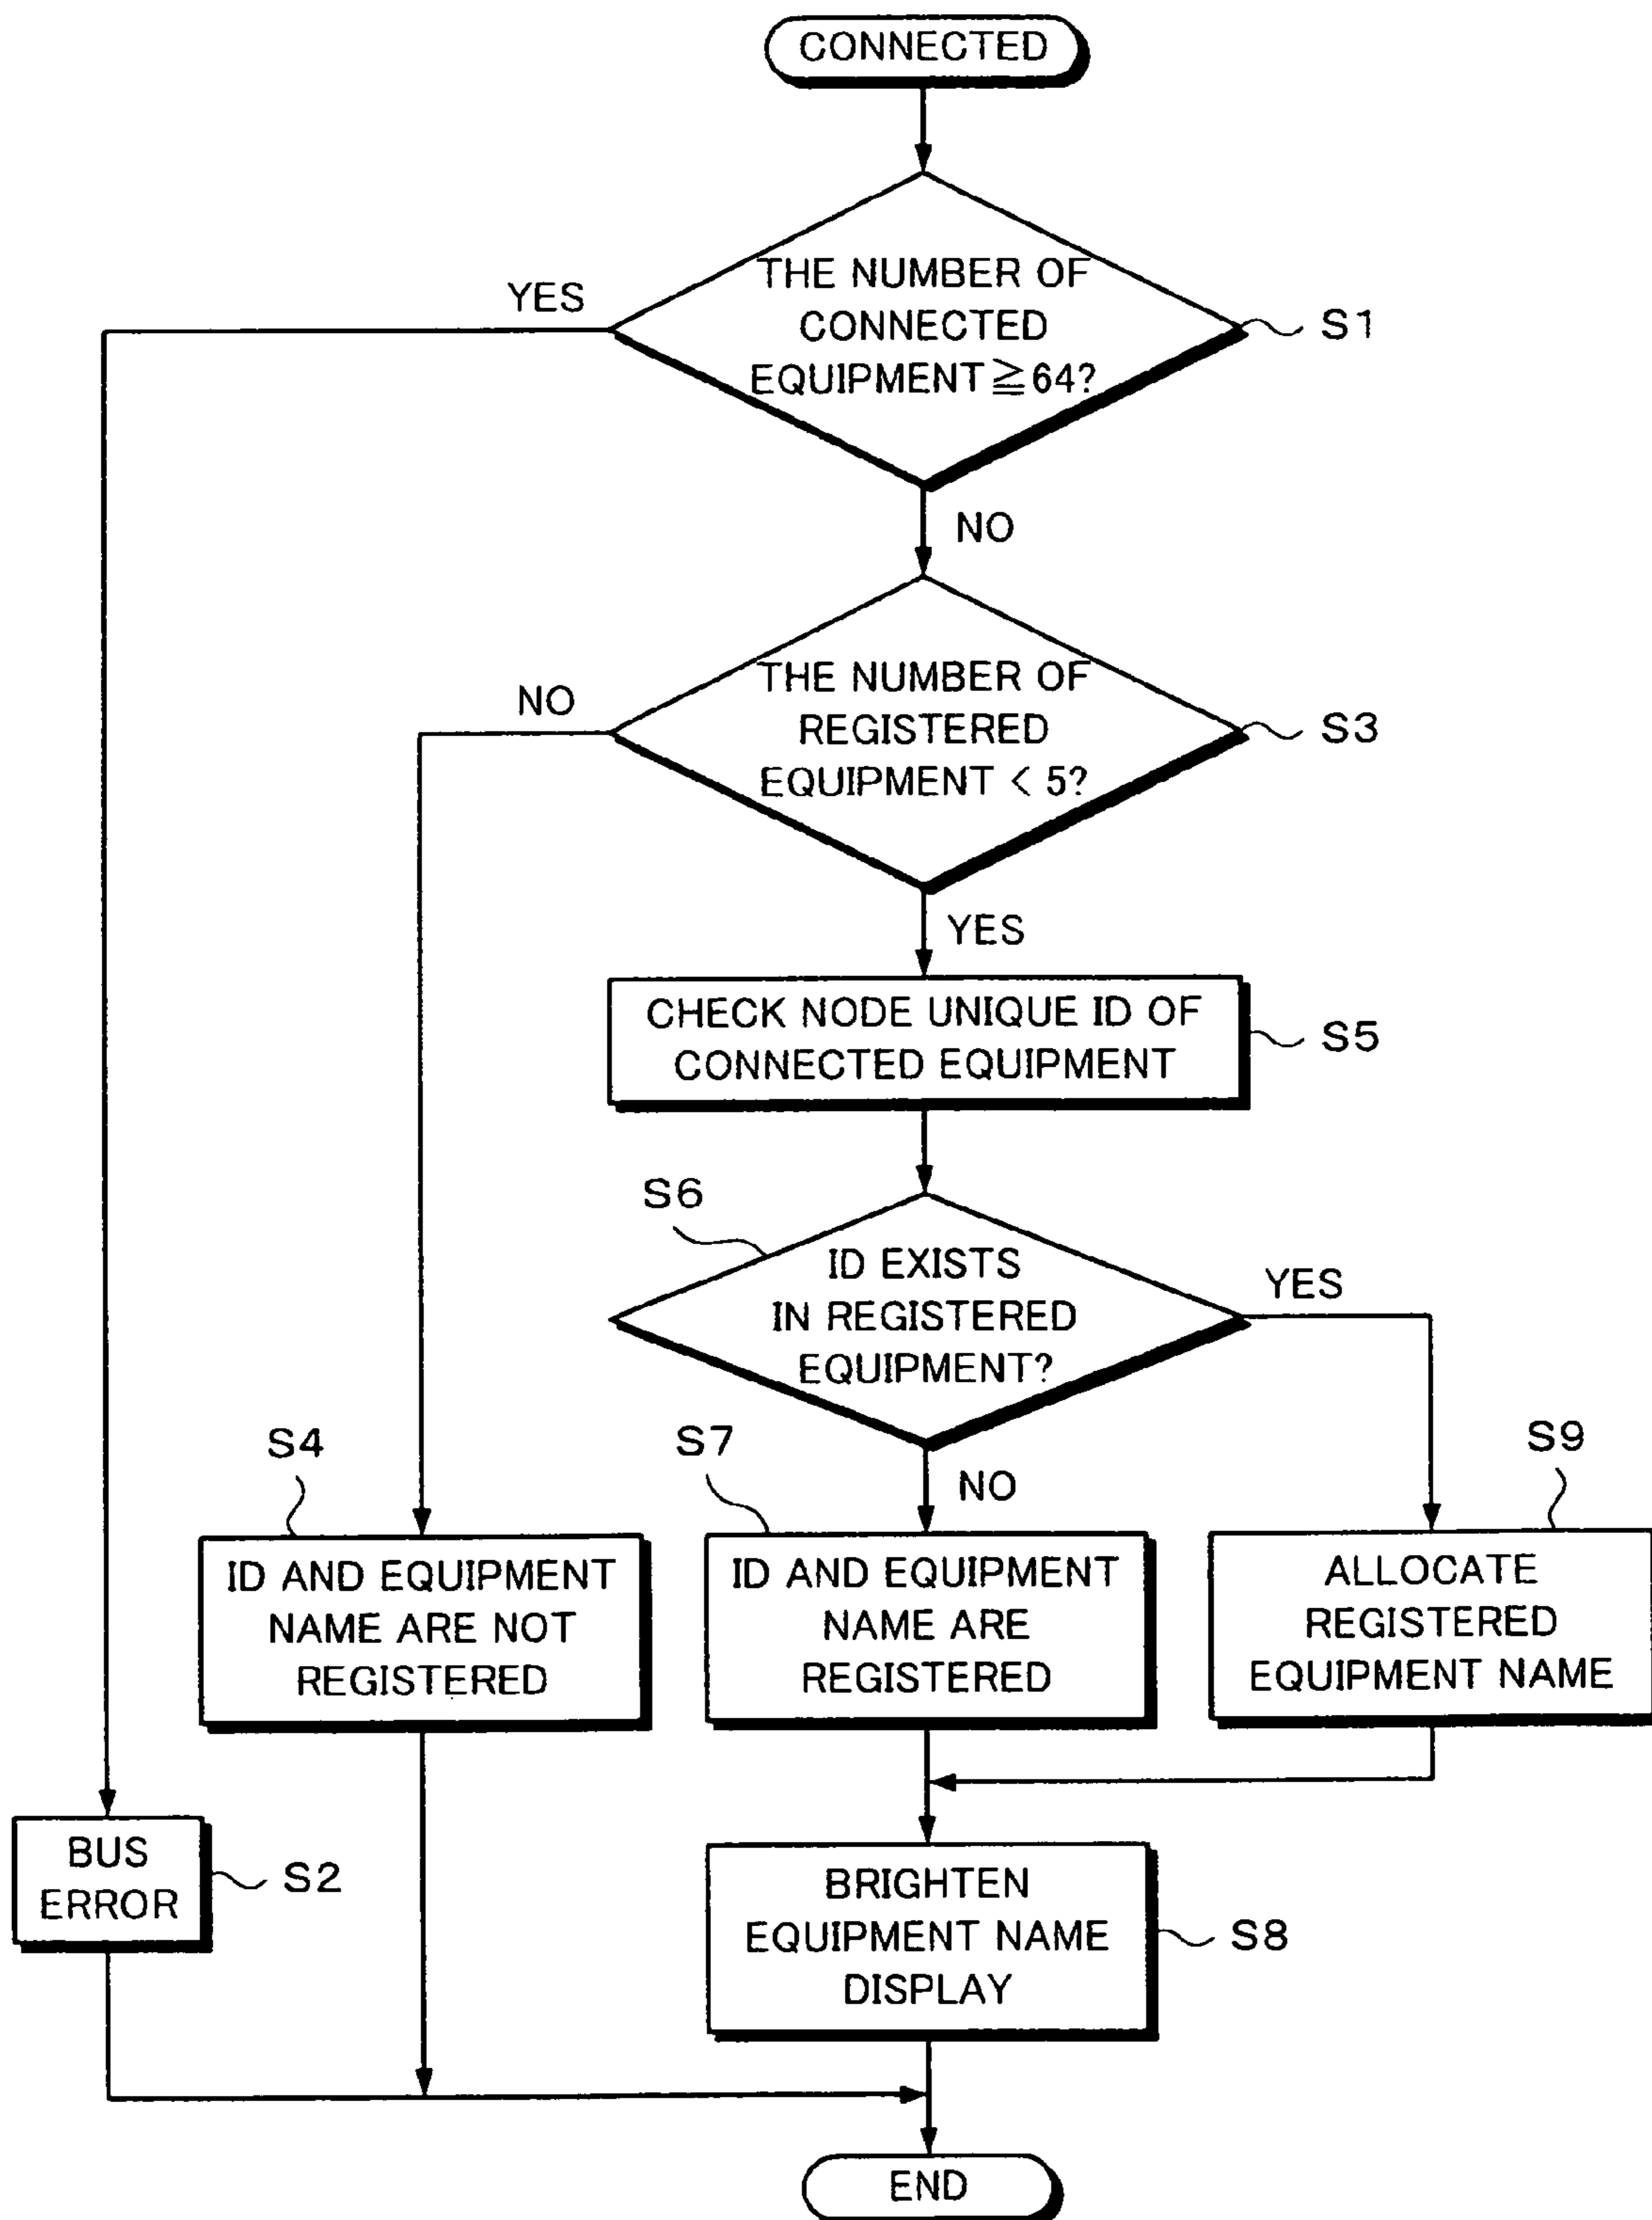 CONNECTED
THE NUMBER OF
CONNECTED
EQUIPMENT ≧ 64?
YES
S1
NO
THE NUMBER OF
REGISTERED
EQUIPMENT < 5?
NO
S3
YES
CHECK NODE UNIQUE ID OF
CONNECTED EQUIPMENT
S5
S6
ID EXISTS
IN REGISTERED
EQUIPMENT?
YES
NO
S4
ID AND EQUIPMENT
NAME ARE NOT
REGISTERED
S7
ID AND EQUIPMENT
NAME ARE
REGISTERED
S9
ALLOCATE
REGISTERED
EQUIPMENT NAME
BUS
ERROR
S2
BRIGHTEN
EQUIPMENT NAME
DISPLAY
S8
END